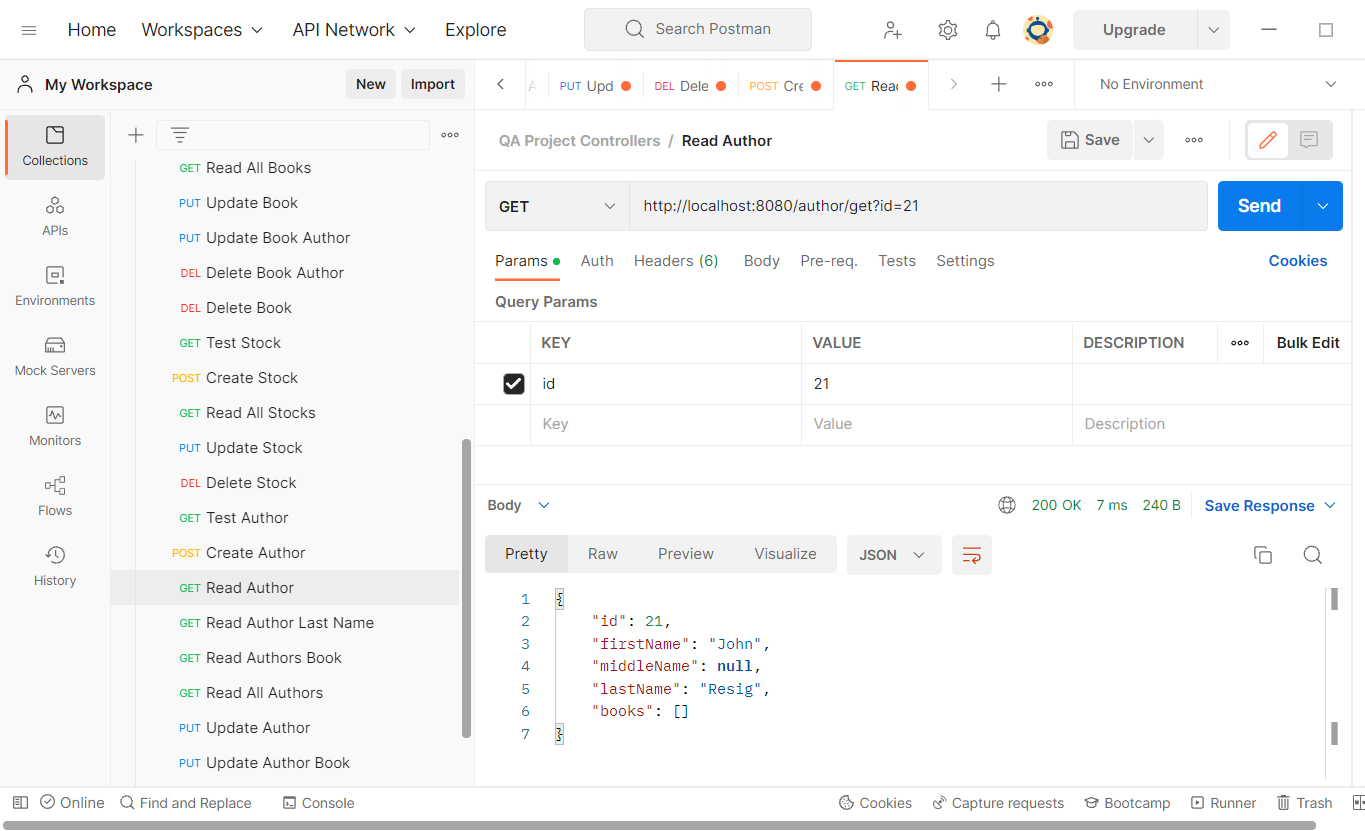 Home Workspaces API Network Explore Search Postman Upgrade
My Workspace New Import
PUT Upd DEL Dele POST Cre GET Read No Environment
Collections
APIs
Environments
Mock Servers
Monitors
Flows
History
GET Read All Books
PUT Update Book
PUT Update Book Author
DEL Delete Book Author
DEL Delete Book
GET Test Stock
POST Create Stock
GET Read All Stocks
PUT Update Stock
DEL Delete Stock
GET Test Author
POST Create Author
GET Read Author
GET Read Author Last Name
GET Read Authors Book
GET Read All Authors
PUT Update Author
PUT Update Author Book
QA Project Controllers / Read Author Save
GET http://localhost:8080/author/get?id=21 Send
Params Auth Headers (6) Body Pre-req. Tests Settings Cookies
Query Params
KEY VALUE DESCRIPTION Bulk Edit
id 21
Key Value Description
Body 200 OK 7 ms 240 B Save Response
Pretty Raw Preview Visualize JSON
1 {
2 "id": 21,
3 "firstName": "John",
4 "middleName": null,
5 "lastName": "Resig",
6 "books": []
7 }
Online Find and Replace Console Cookies Capture requests Bootcamp Runner Trash